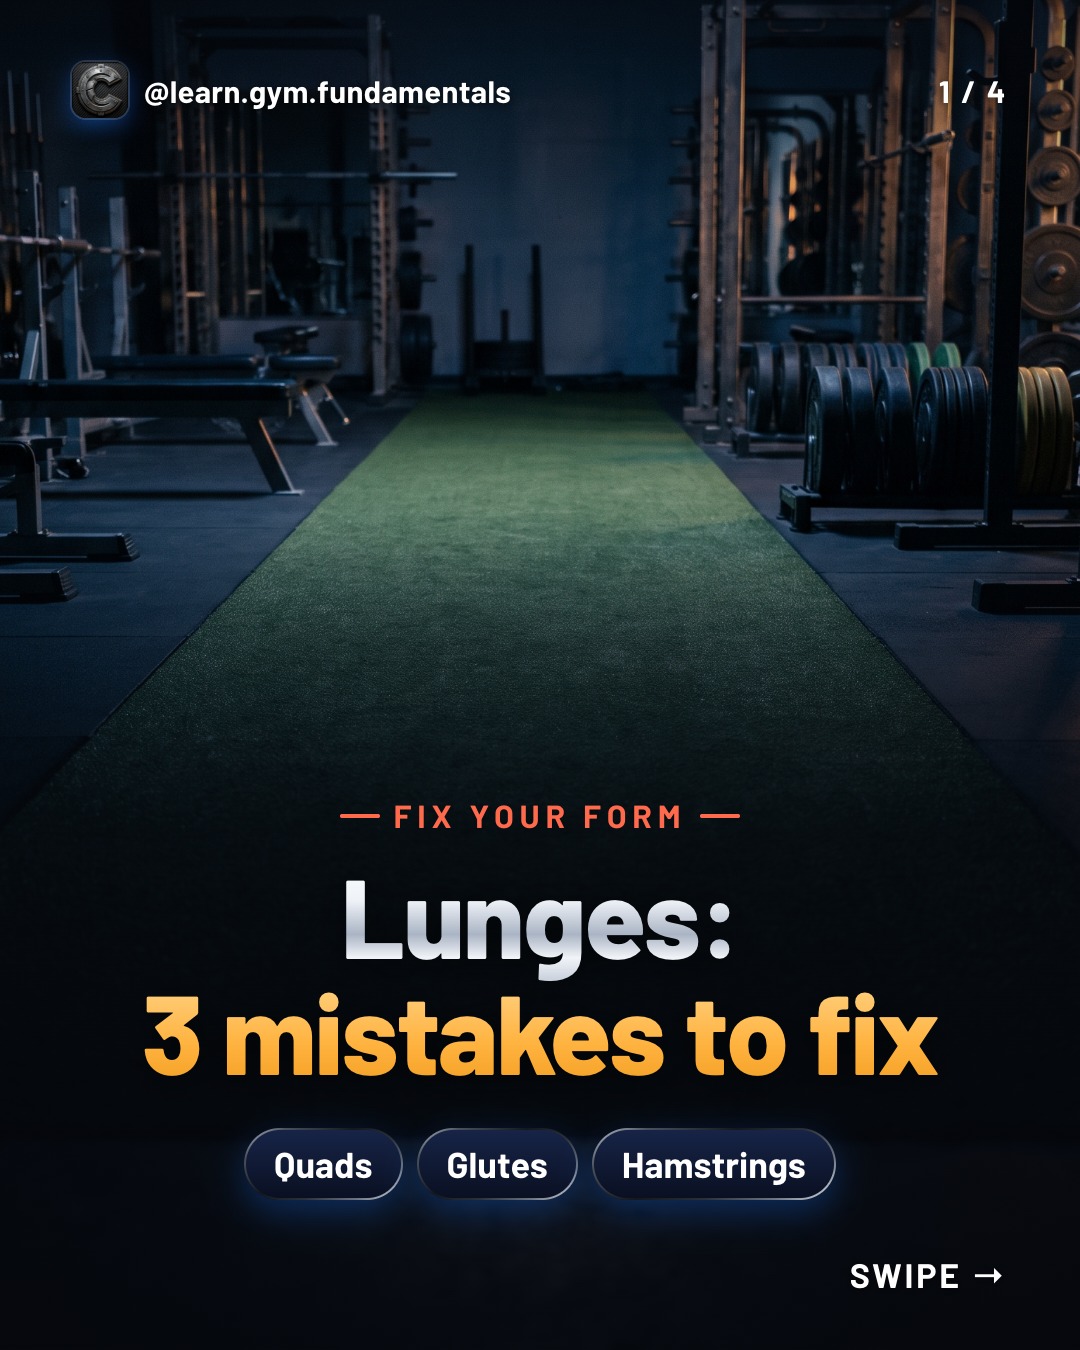 @learn.gym.fundamentals
1 / 4
FIX YOUR FORM
Lunges:
3 mistakes to fix
Quads Glutes Hamstrings
SWIPE →